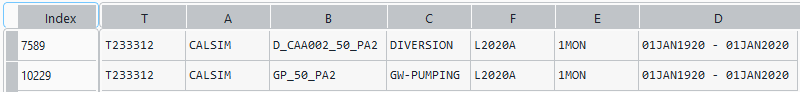 Index T A B C F E D
7589 T233312 CALSIM D_CAA002_50_PA2 DIVERSION L2020A 1MON 01JAN1920 - 01JAN2020
10229 T233312 CALSIM GP_50_PA2 GW-PUMPING L2020A 1MON 01JAN1920 - 01JAN2020